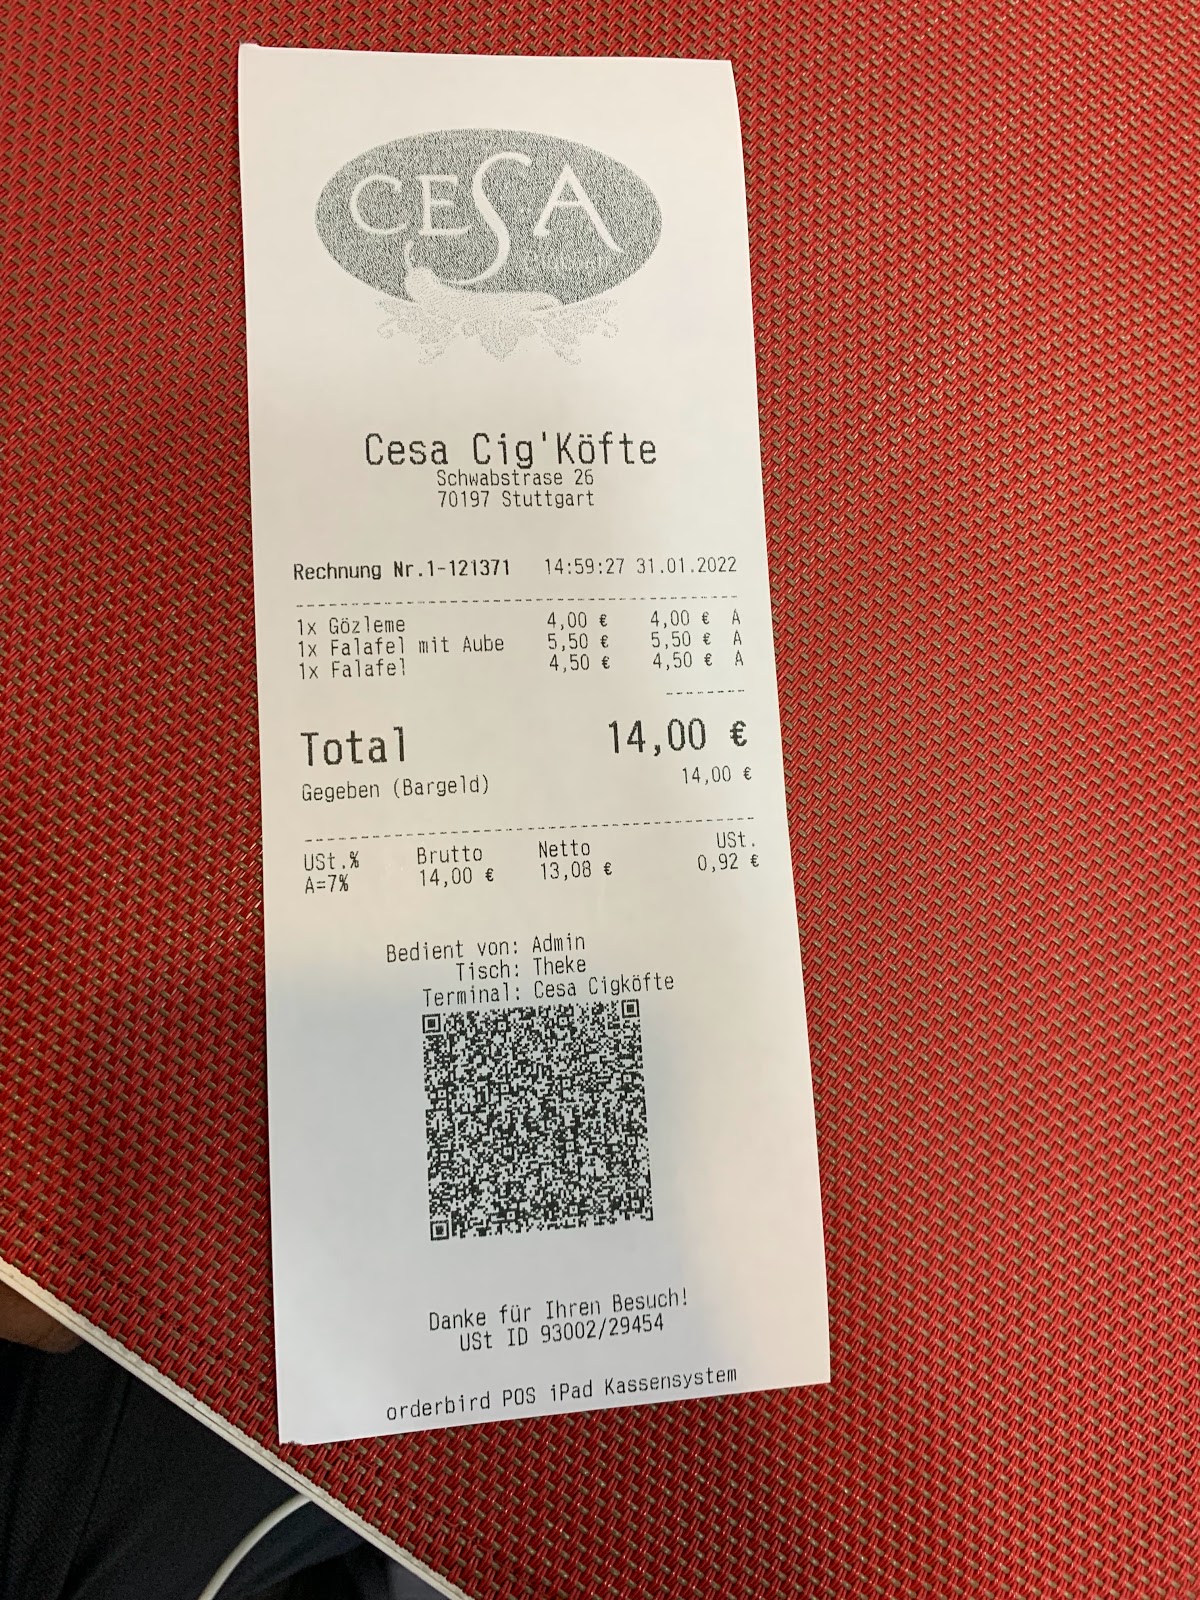 CESA
Cesa Cig'Köfte
Schwabstrase 26
70197 Stuttgart
Rechnung Nr.1-121371 14:59:27 31.01.2022
1x Gözleme 4,00 € 4,00 € A
1x Falafel mit Aube 5,50 € 5,50 € A
1x Falafel 4,50 € 4,50 € A
Total 14,00 €
Gegeben (Bargeld) 14,00 €
USt.% Brutto Netto USt.
A=7% 14,00 € 13,08 € 0,92 €
Bedient von: Admin
Tisch: Theke
Terminal: Cesa Cigköfte
Danke für Ihren Besuch!
USt ID 93002/29454
orderbird POS iPad Kassensystem